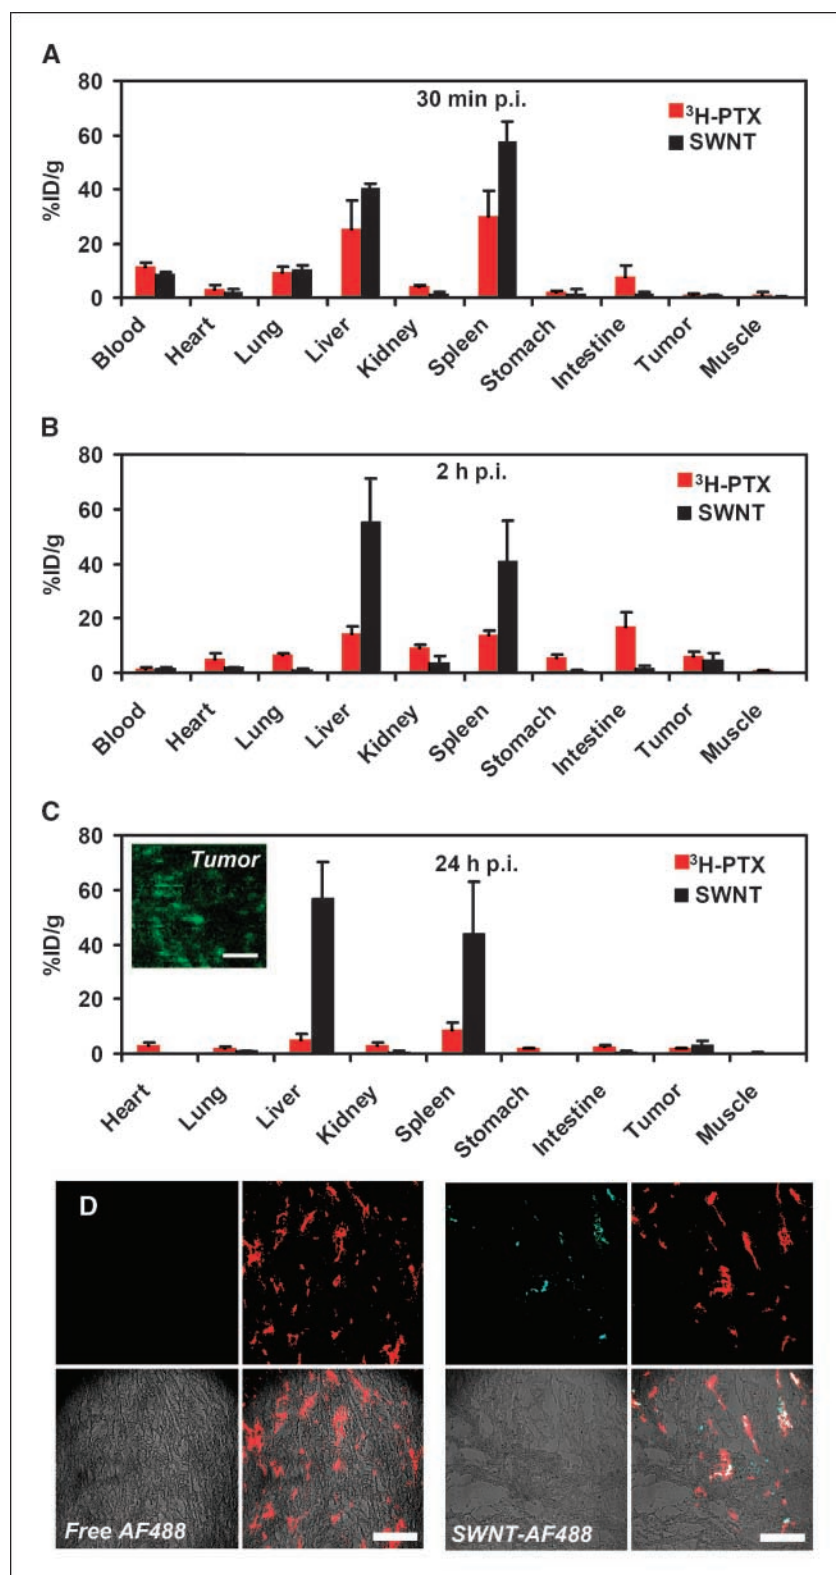 A
80
60
40
20
0
%ID/g
30 min p.i.
³H-PTX
SWNT
Blood
Heart
Lung
Liver
Kidney
Spleen
Stomach
Intestine
Tumor
Muscle
B
80
60
40
20
0
%ID/g
2 h p.i.
³H-PTX
SWNT
Blood
Heart
Lung
Liver
Kidney
Spleen
Stomach
Intestine
Tumor
Muscle
C
80
60
40
20
0
%ID/g
Tumor
24 h p.i.
³H-PTX
SWNT
Heart
Lung
Liver
Kidney
Spleen
Stomach
Intestine
Tumor
Muscle
D
Free AF488
SWNT-AF488